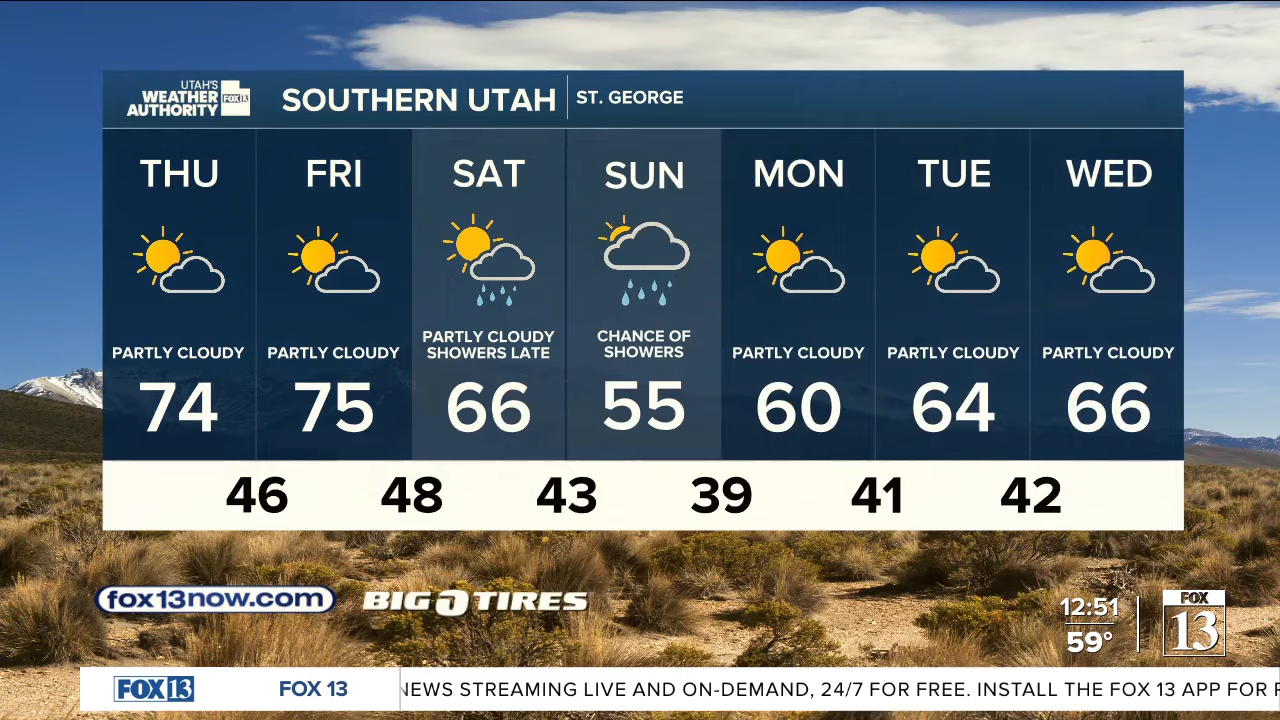 UTAH'S
WEATHER
AUTHORITY
FOX 13
SOUTHERN UTAH
ST. GEORGE
THU
FRI
SAT
SUN
MON
TUE
WED
PARTLY CLOUDY
PARTLY CLOUDY
PARTLY CLOUDY
SHOWERS LATE
CHANCE OF
SHOWERS
PARTLY CLOUDY
PARTLY CLOUDY
PARTLY CLOUDY
74
75
66
55
60
64
66
46
48
43
39
41
42
fox13now.com
BIG O TIRES
12:51
59°
FOX
13
FOX 13
FOX 13
NEWS STREAMING LIVE AND ON-DEMAND, 24/7 FOR FREE. INSTALL THE FOX 13 APP FOR